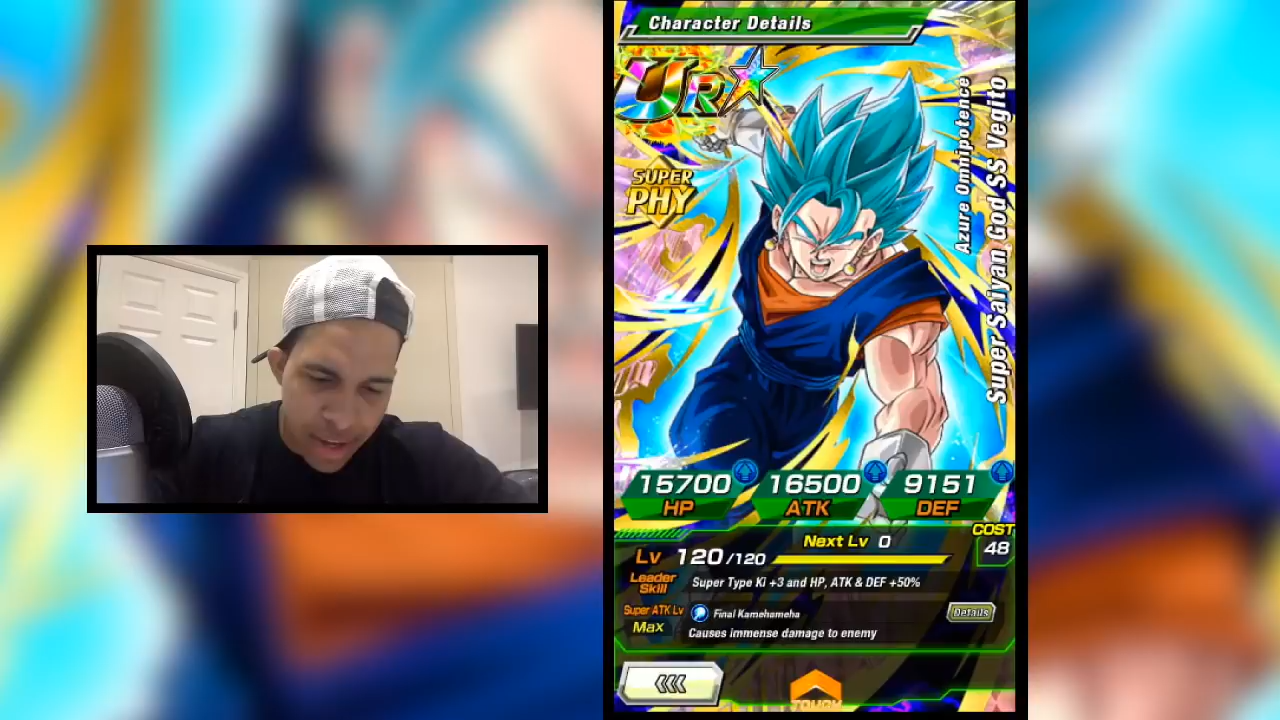 Character Details
UR
SUPER
PHY
Azure Omnipotence
Super Saiyan God SS Vegito
15700 16500 9151
HP ATK DEF
COST
48
Next Lv 0
Lv 120/120
Leader
Skill
Super Type Ki +3 and HP, ATK & DEF +50%
Super ATK Lv
Max
Final Kamehameha
Details
Causes immense damage to enemy
TOUCH